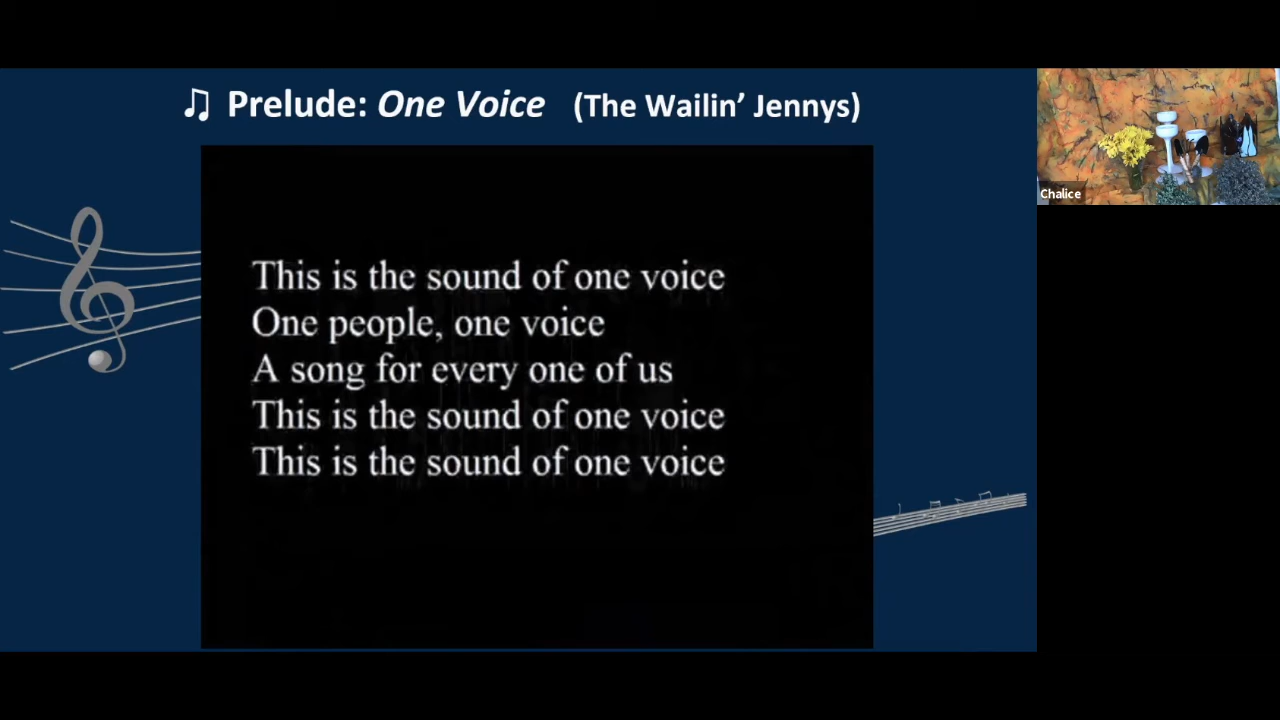 ♫ Prelude: One Voice (The Wailin’ Jennys)
This is the sound of one voice
One people, one voice
A song for every one of us
This is the sound of one voice
This is the sound of one voice
Chalice